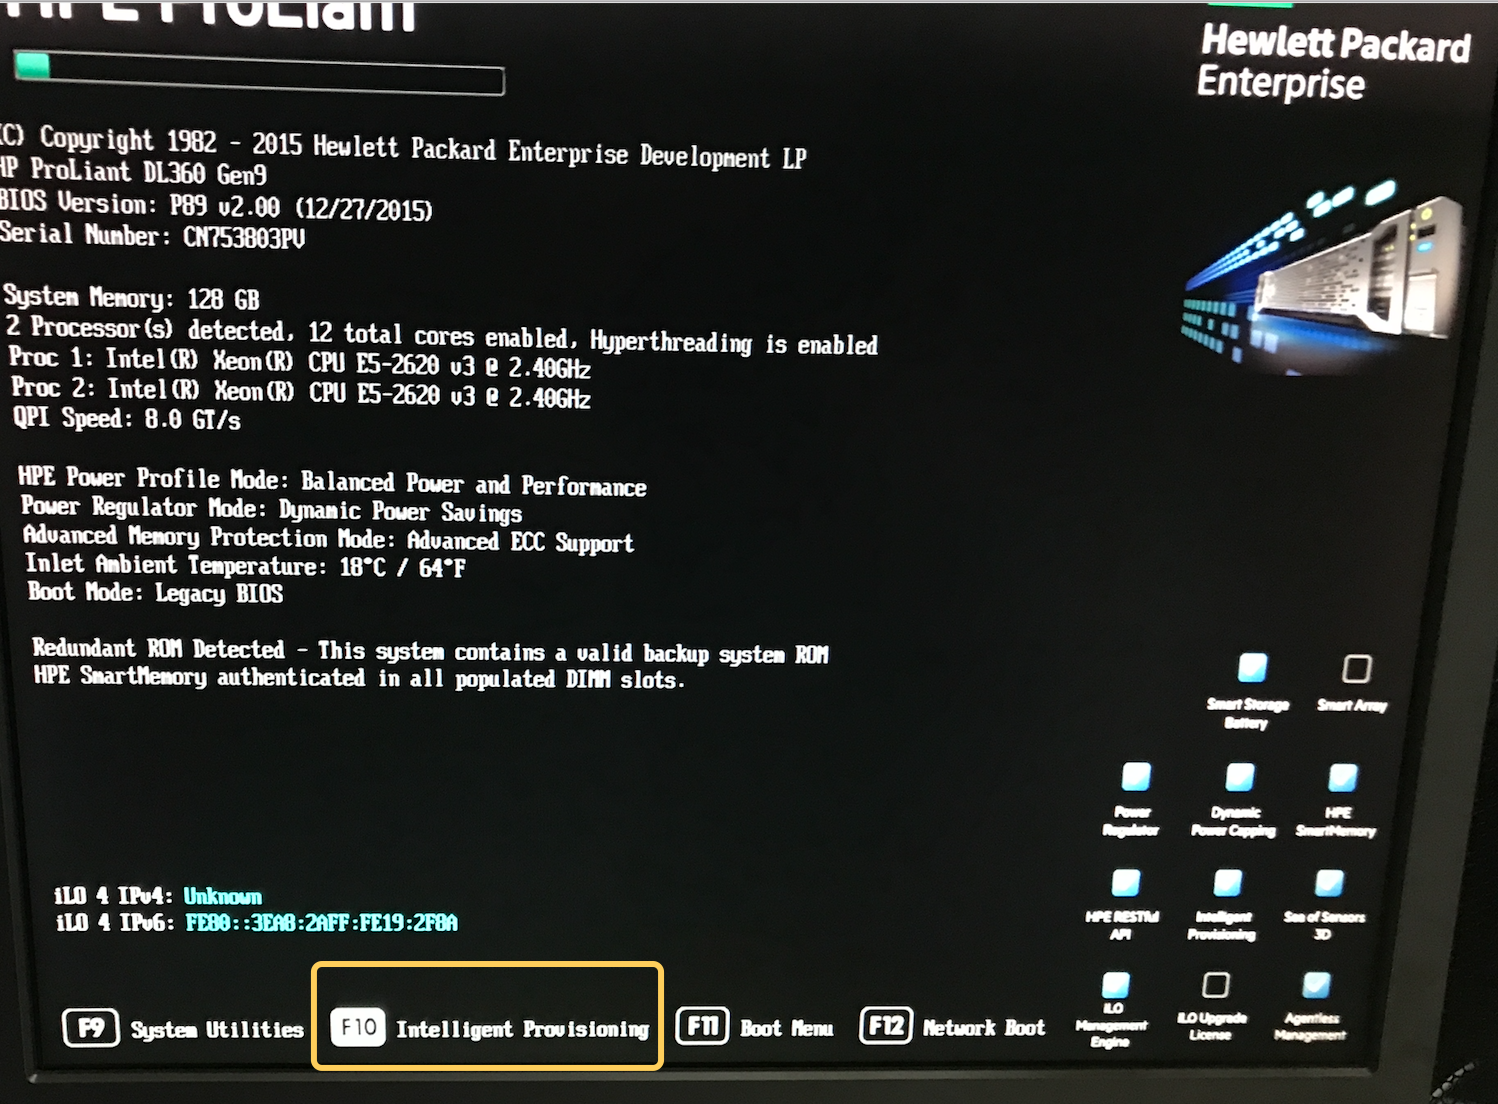 HPE ProLiant
Hewlett Packard
Enterprise
(C) Copyright 1982 - 2015 Hewlett Packard Enterprise Development LP
HP ProLiant DL360 Gen9
BIOS Version: P89 v2.00 (12/27/2015)
Serial Number: CN753803PV
System Memory: 128 GB
2 Processor(s) detected, 12 total cores enabled, Hyperthreading is enabled
Proc 1: Intel(R) Xeon(R) CPU E5-2620 v3 @ 2.40GHz
Proc 2: Intel(R) Xeon(R) CPU E5-2620 v3 @ 2.40GHz
QPI Speed: 8.0 GT/s
HPE Power Profile Mode: Balanced Power and Performance
Power Regulator Mode: Dynamic Power Savings
Advanced Memory Protection Mode: Advanced ECC Support
Inlet Ambient Temperature: 18°C / 64°F
Boot Mode: Legacy BIOS
Redundant ROM Detected - This system contains a valid backup system ROM
HPE SmartMemory authenticated in all populated DIMM slots.
Smart Storage
Battery
Smart Array
Power
Regulator
Dynamic
Power Capping
HPE
SmartMemory
HPE RESTful
API
Intelligent
Provisioning
Sea of Sensors
3D
iLO
Management
Engine
iLO Upgrade
License
Agentless
Management
iLO 4 IPv4: Unknown
iLO 4 IPv6: FE80::3EA8:2AFF:FE19:2F8A
F9 System Utilities
F10 Intelligent Provisioning
F11 Boot Menu
F12 Network Boot